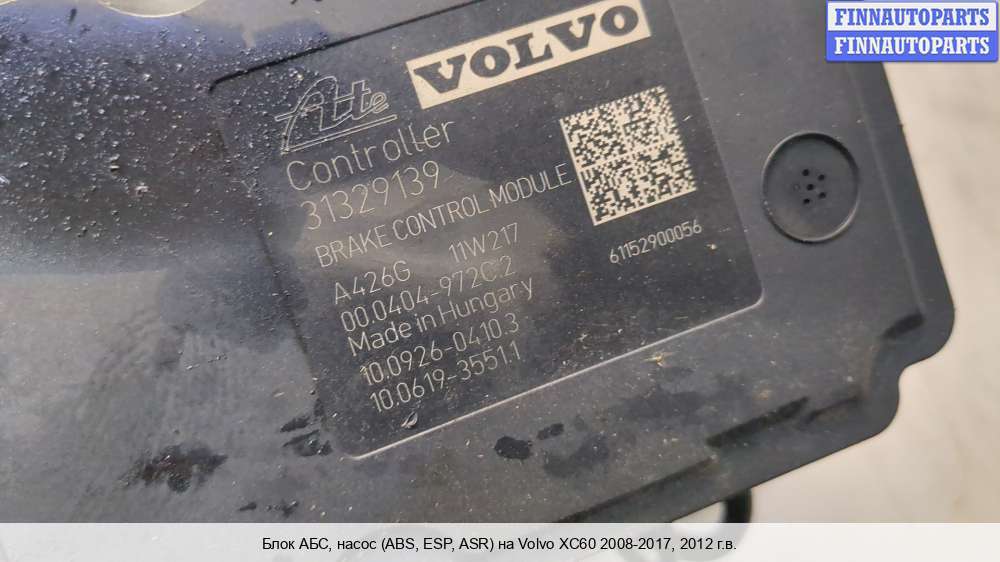 FINNAUTOPARTS
FINNAUTOPARTS
Ate
VOLVO
Controller
31329139
BRAKE CONTROL MODULE
A426G 11W217
00.0404-972C.2
Made in Hungary
10.0926-0410.3
10.0619-3551.1
61152900056
Блок АБС, насос (ABS, ESP, ASR) на Volvo XC60 2008-2017, 2012 г.в.